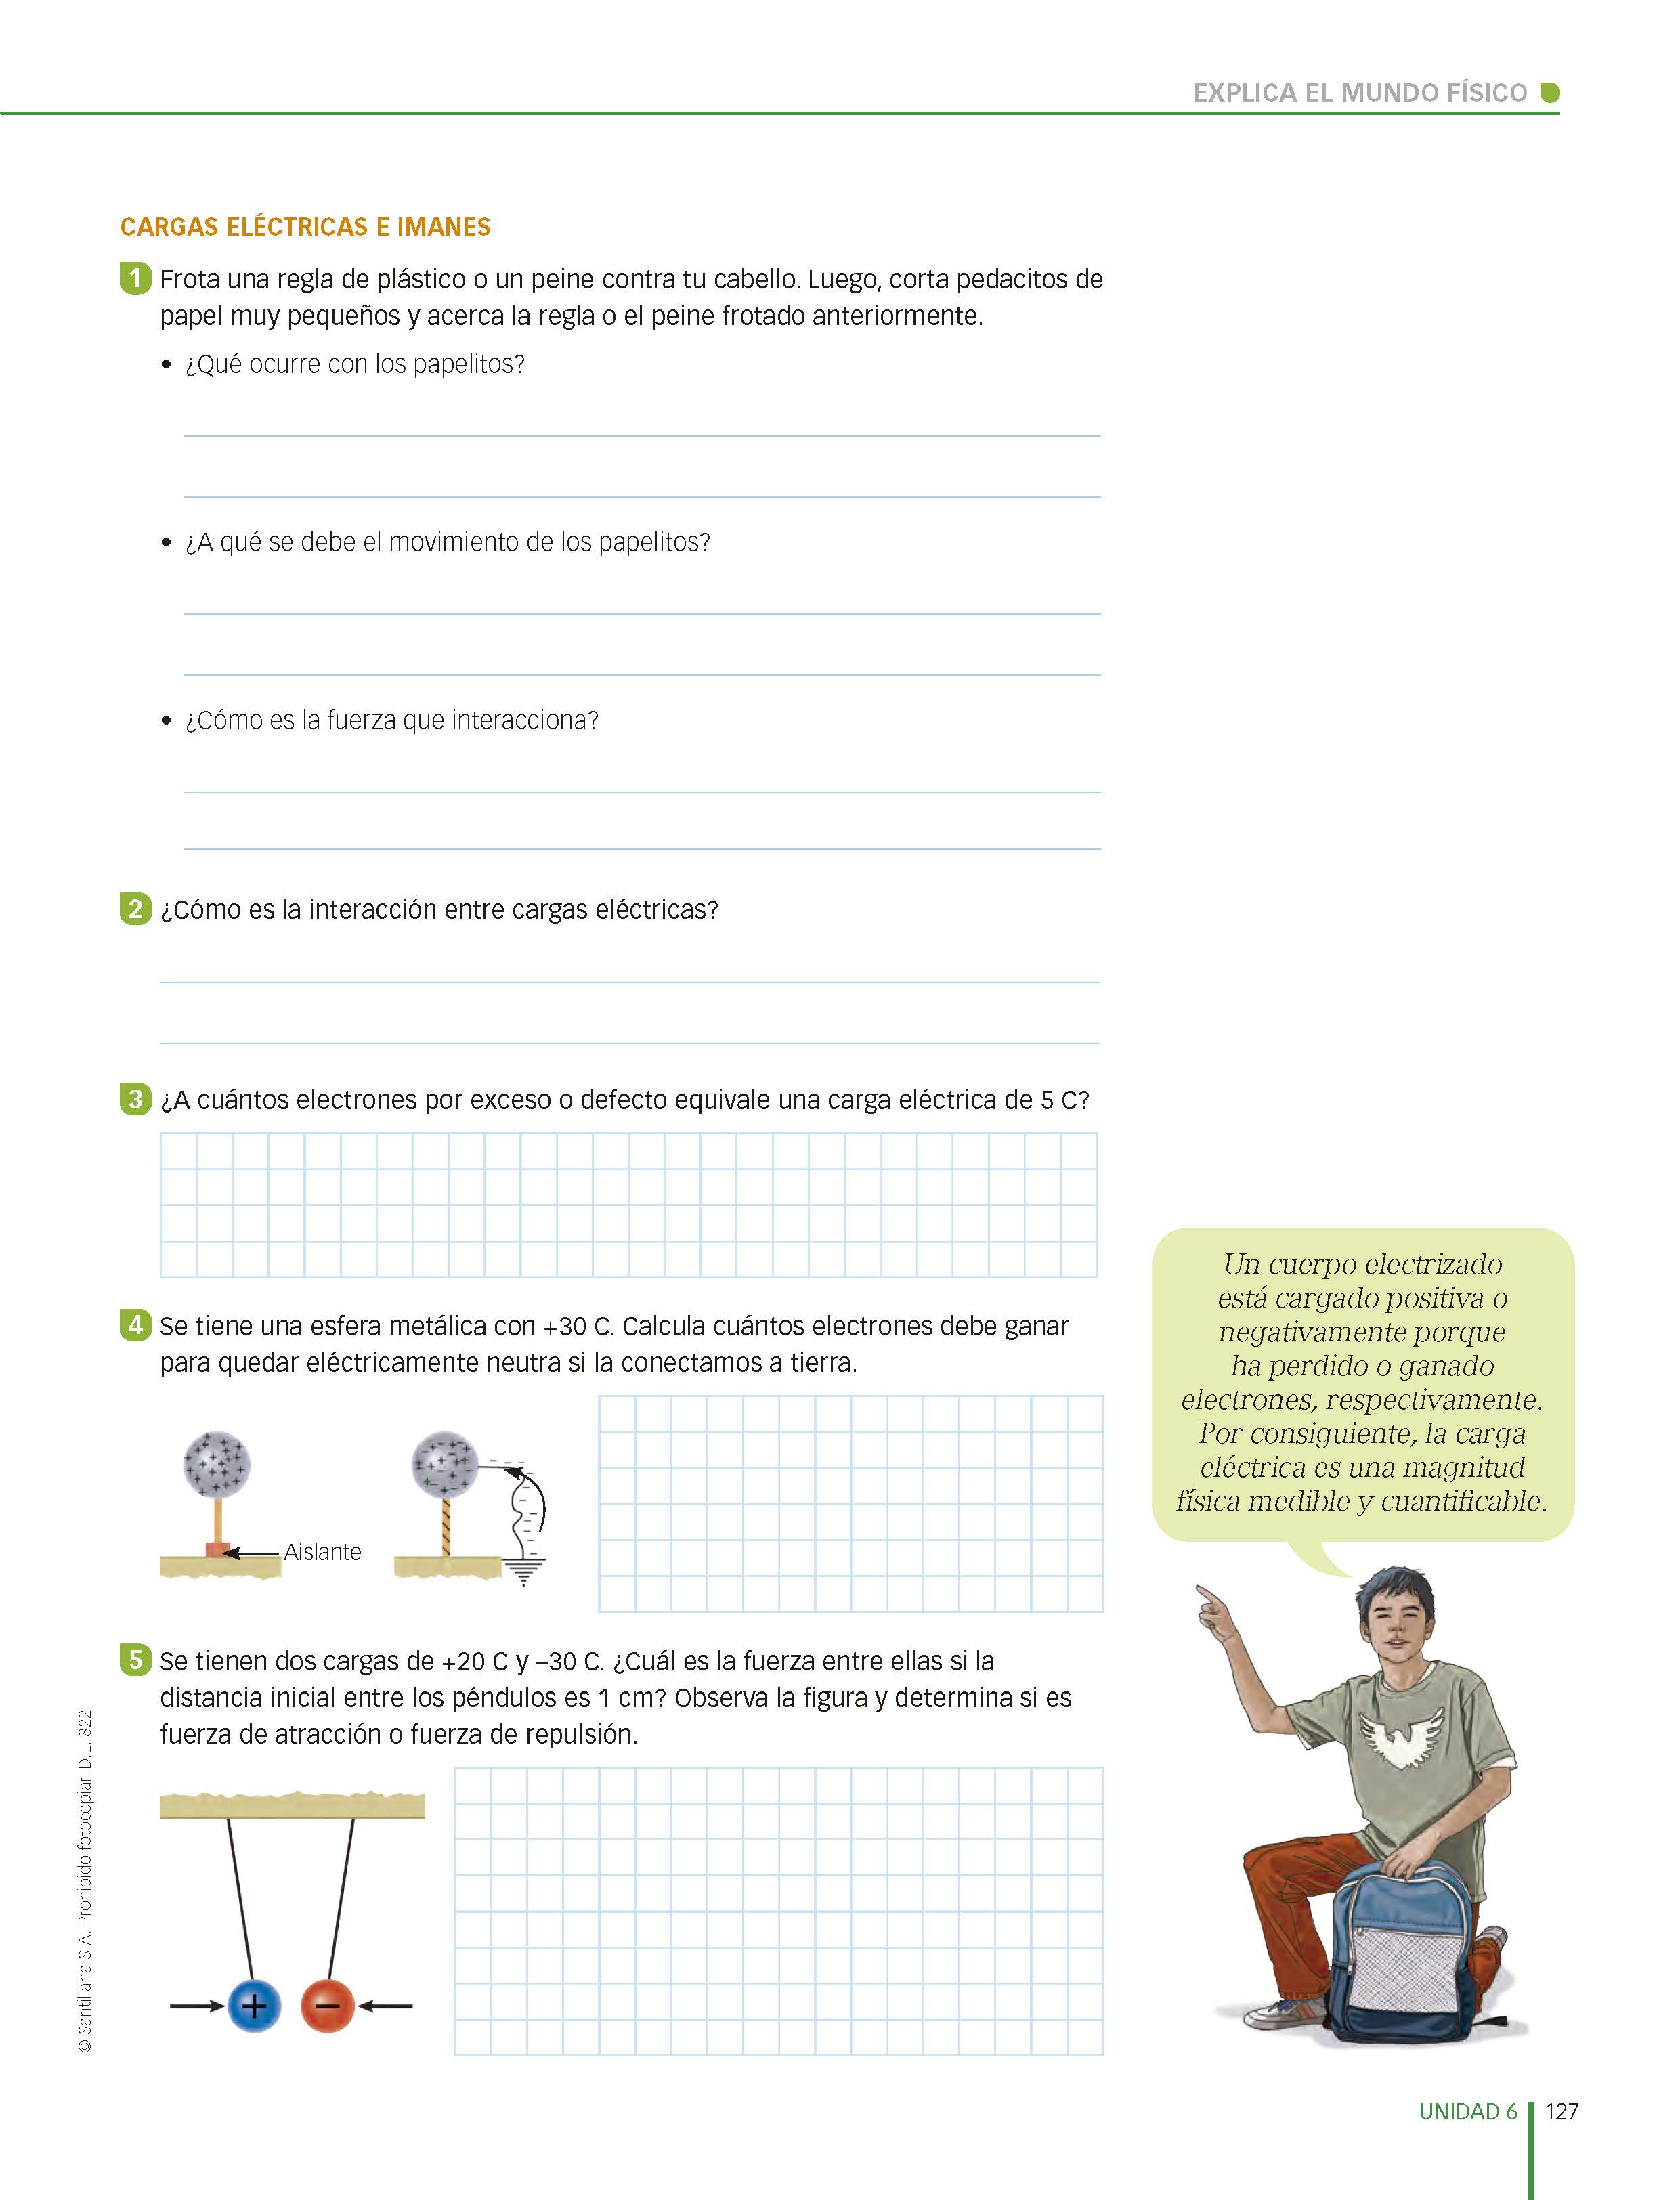 EXPLICA EL MUNDO FÍSICO
CARGAS ELÉCTRICAS E IMANES
1 Frota una regla de plástico o un peine contra tu cabello. Luego, corta pedacitos de
papel muy pequeños y acerca la regla o el peine frotado anteriormente.
• ¿Qué ocurre con los papelitos?
• ¿A qué se debe el movimiento de los papelitos?
• ¿Cómo es la fuerza que interacciona?
2 ¿Cómo es la interacción entre cargas eléctricas?
3 ¿A cuántos electrones por exceso o defecto equivale una carga eléctrica de 5 C?
4 Se tiene una esfera metálica con +30 C. Calcula cuántos electrones debe ganar
para quedar eléctricamente neutra si la conectamos a tierra.
Aislante
5 Se tienen dos cargas de +20 C y –30 C. ¿Cuál es la fuerza entre ellas si la
distancia inicial entre los péndulos es 1 cm? Observa la figura y determina si es
fuerza de atracción o fuerza de repulsión.
+ –
Un cuerpo electrizado
está cargado positiva o
negativamente porque
ha perdido o ganado
electrones, respectivamente.
Por consiguiente, la carga
eléctrica es una magnitud
física medible y cuantificable.
© Santillana S.A. Prohibido fotocopiar. D.L. 822
UNIDAD 6 127